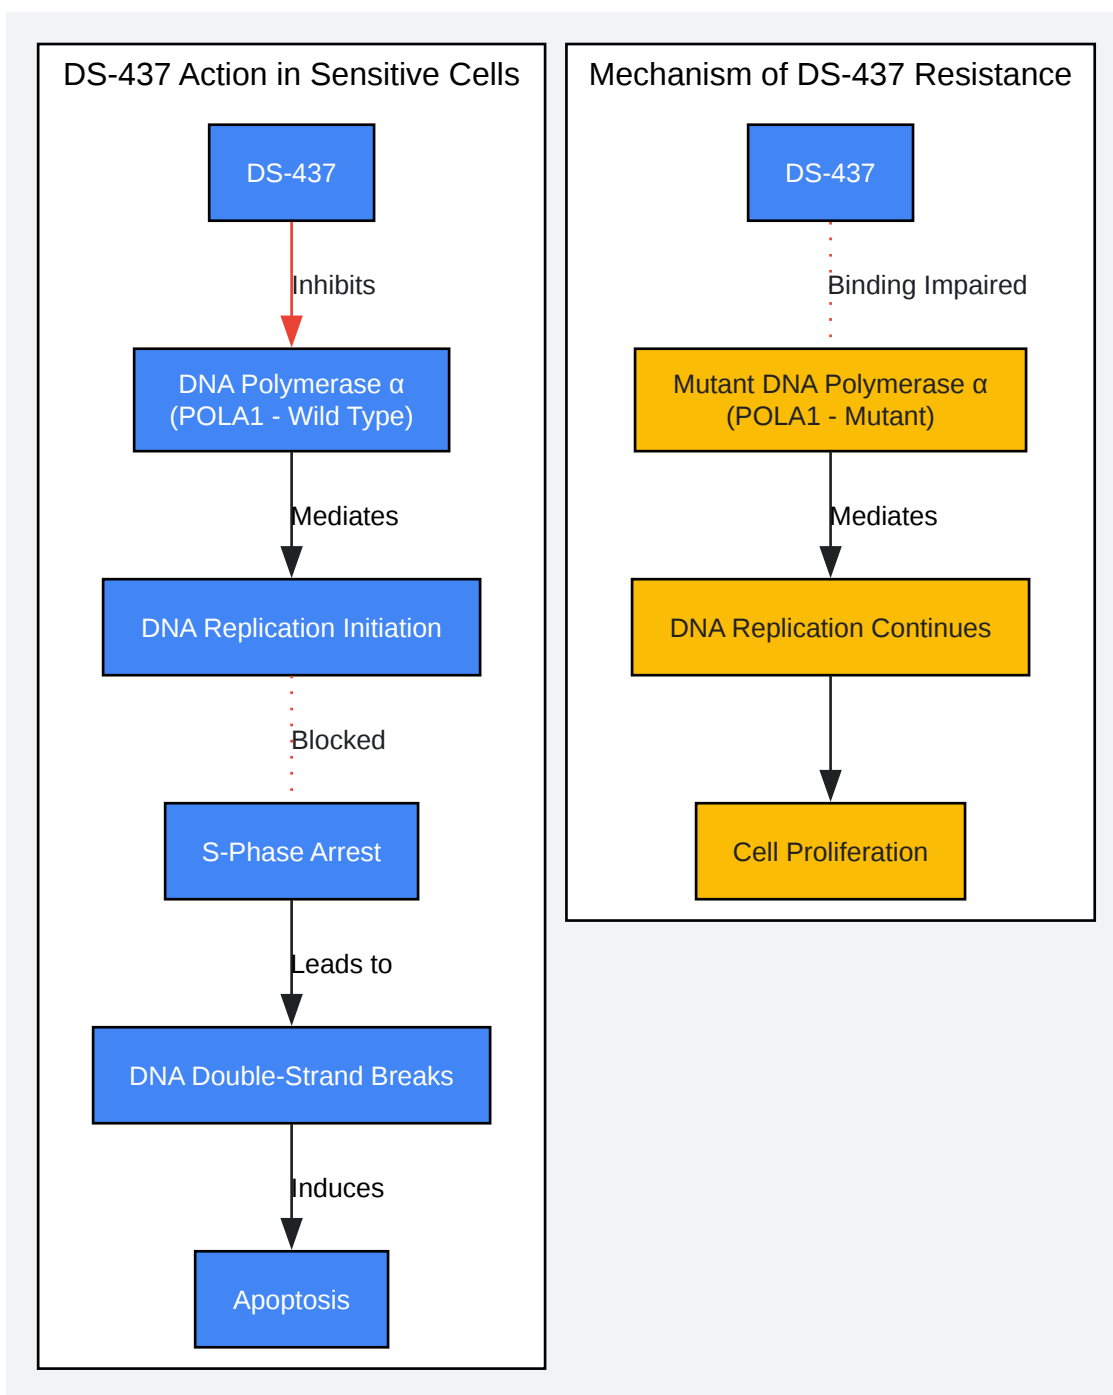 DS-437 Action in Sensitive Cells
DS-437
Inhibits
DNA Polymerase α
(POLA1 - Wild Type)
Mediates
DNA Replication Initiation
Blocked
S-Phase Arrest
Leads to
DNA Double-Strand Breaks
Induces
Apoptosis
Mechanism of DS-437 Resistance
DS-437
Binding Impaired
Mutant DNA Polymerase α
(POLA1 - Mutant)
Mediates
DNA Replication Continues
Cell Proliferation